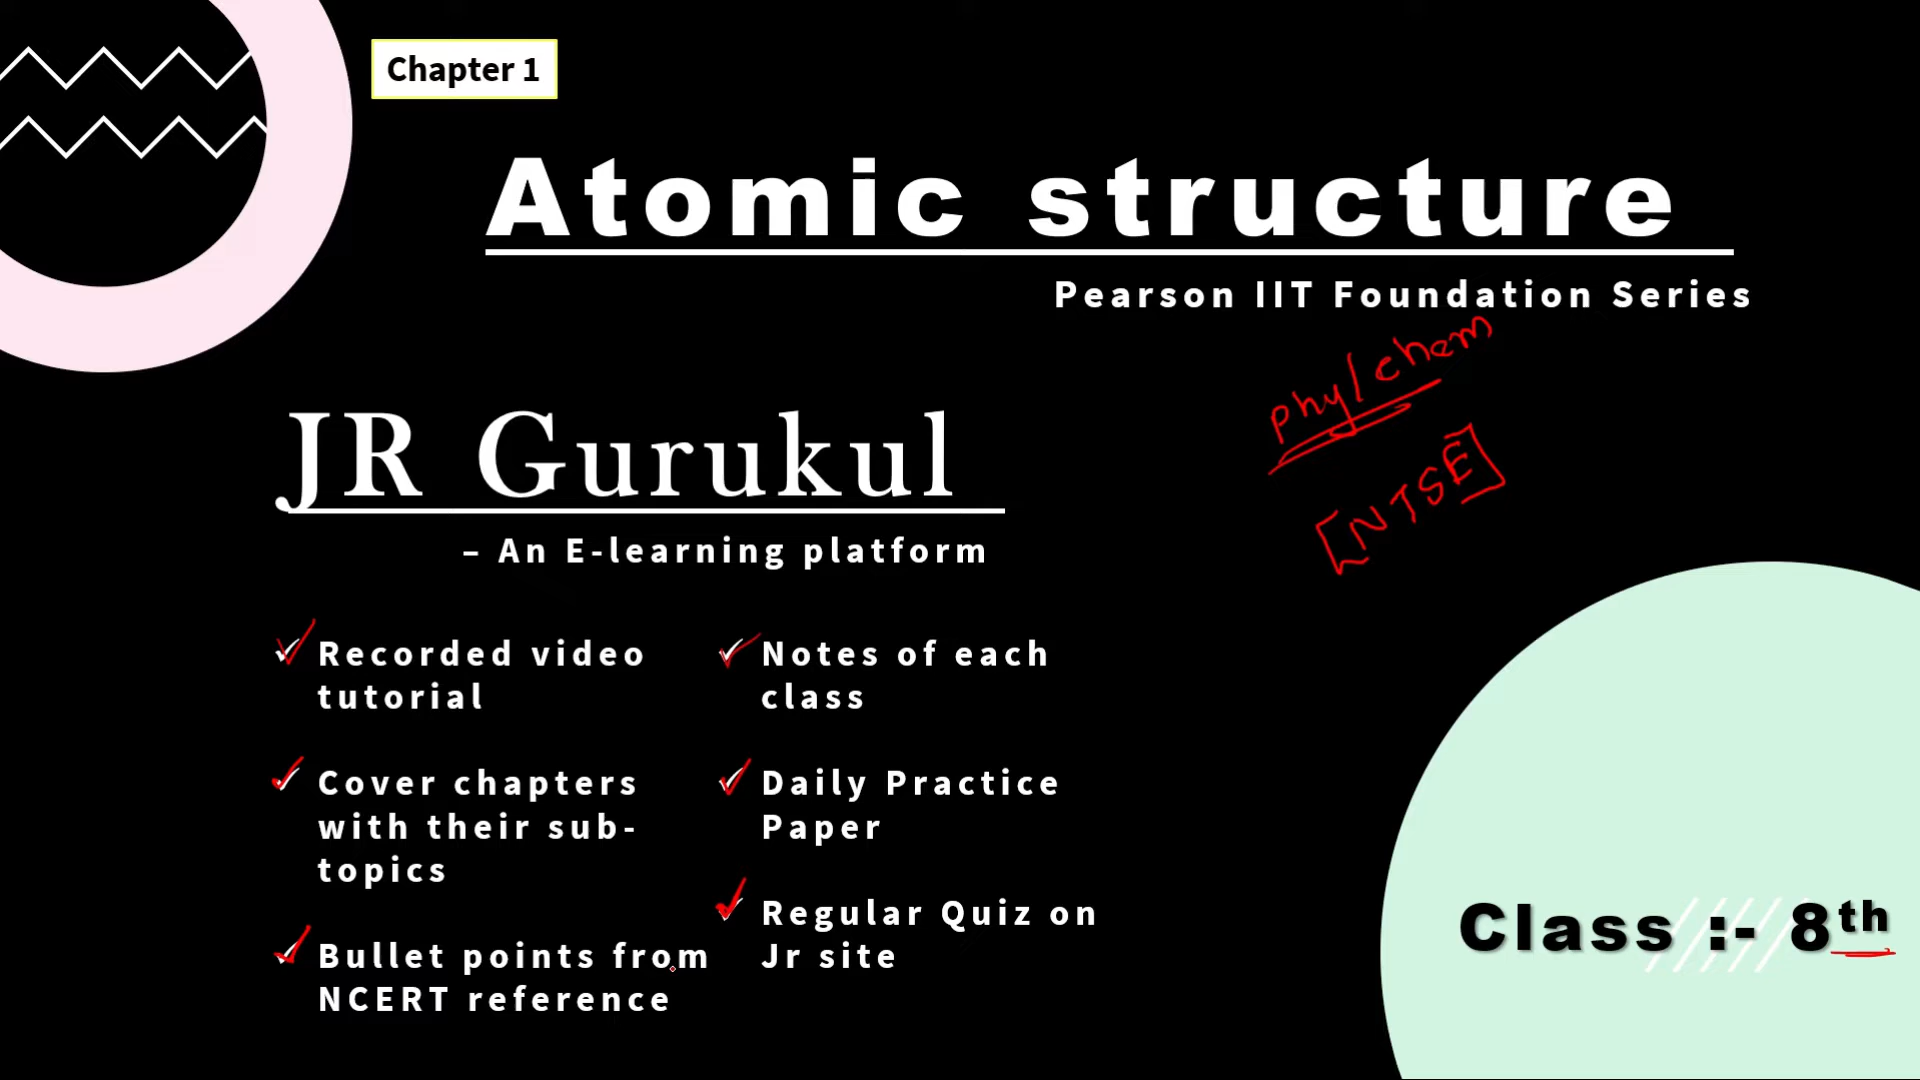 Chapter 1
Atomic structure
Pearson IIT Foundation Series
phy/chem
[NTSE]
JR Gurukul
– An E-learning platform
Recorded video
tutorial
Cover chapters
with their sub-
topics
Bullet points from
NCERT reference
Notes of each
class
Daily Practice
Paper
Regular Quiz on
Jr site
Class :- 8th